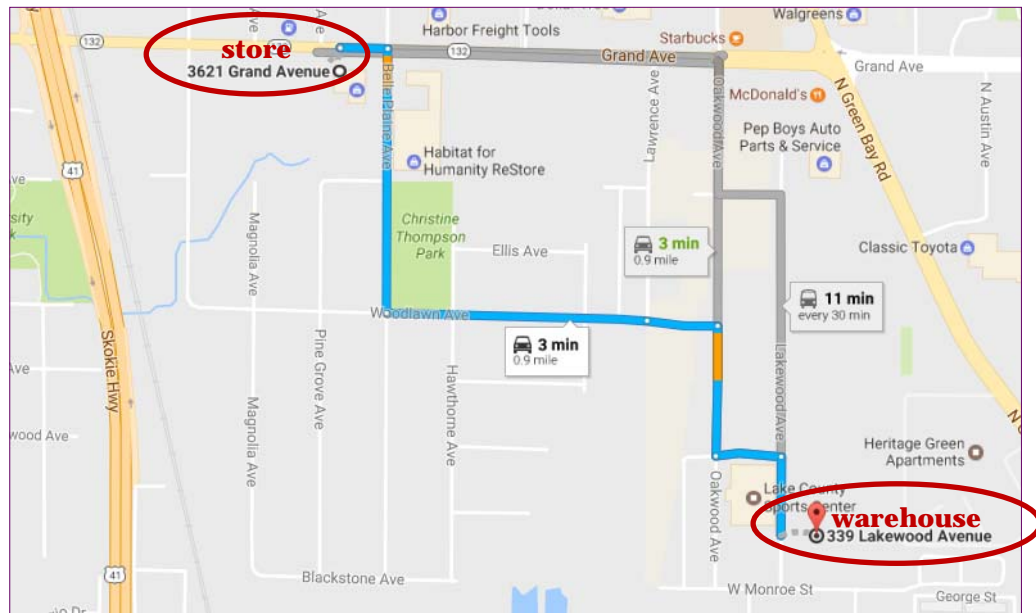 Walgreens
132
Harbor Freight Tools
store
Starbucks
132
3621 Grand Avenue
Grand Ave
Grand Ave
Belle Plaine Ave
Lawrence Ave
Oakwood Ave
McDonald's
N Green Bay Rd
N Austin Ave
Pep Boys Auto
Parts & Service
41
Habitat for
Humanity ReStore
Christine
Thompson
Park
Magnolia Ave
3 min
0.9 mile
Ellis Ave
Classic Toyota
11 min
every 30 min
Woodlawn Ave
3 min
0.9 mile
Skokie Hwy
Pine Grove Ave
Magnolia Ave
Hawthorne Ave
Lakewood Ave
wood Ave
Heritage Green
Apartments
Oakwood Ave
Lake County
Sports Center
warehouse
339 Lakewood Avenue
41
Blackstone Ave
W Monroe St
George St